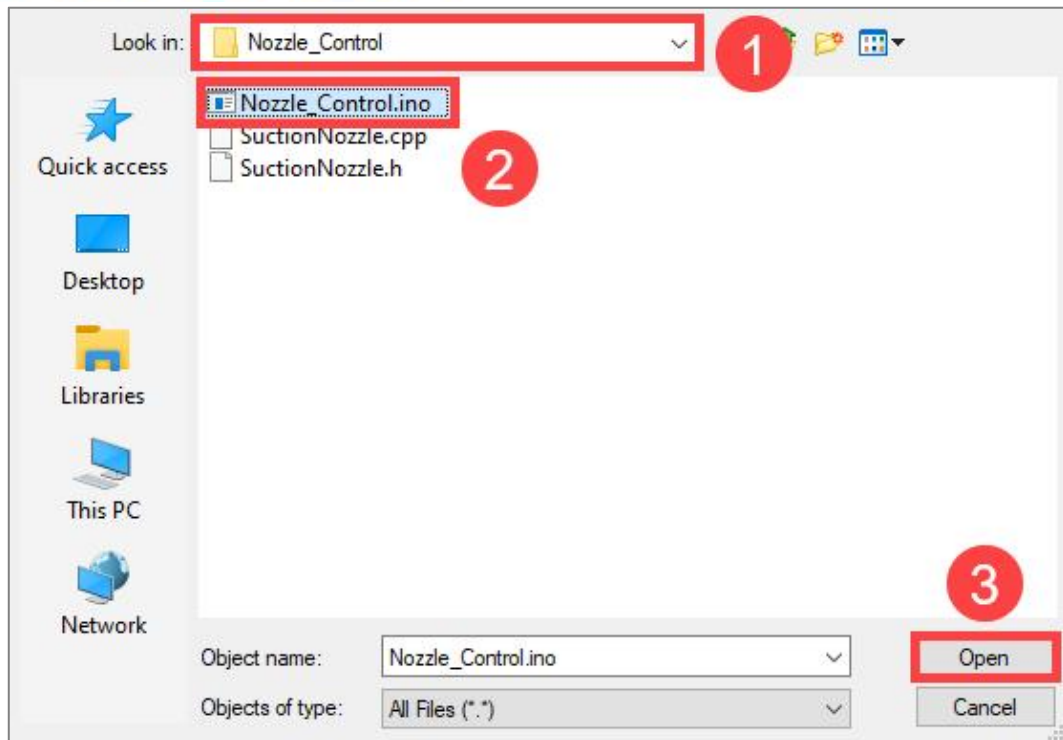 Look in:
Nozzle_Control
1
Nozzle_Control.ino
SuctionNozzle.cpp
SuctionNozzle.h
2
Quick access
Desktop
Libraries
This PC
Network
3
Object name:
Nozzle_Control.ino
Open
Objects of type:
All Files (*.*)
Cancel